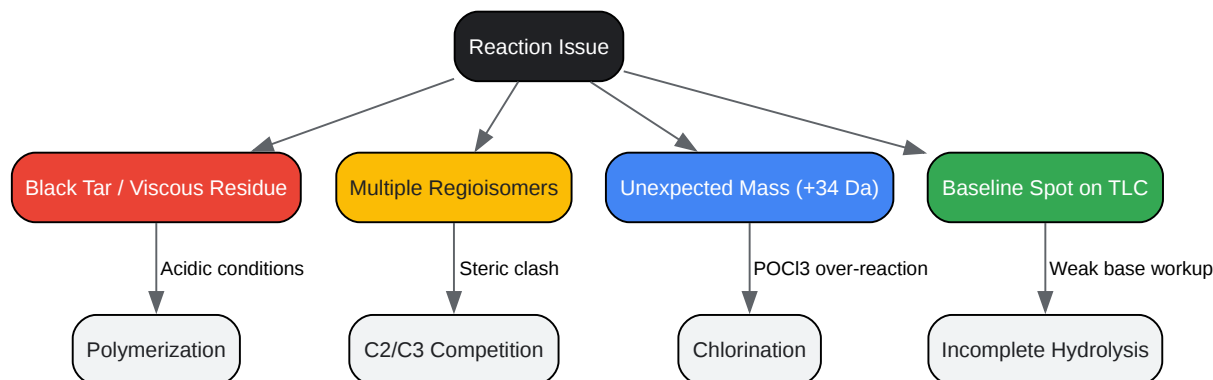 Reaction Issue
Black Tar / Viscous Residue
Multiple Regioisomers
Unexpected Mass (+34 Da)
Baseline Spot on TLC
Acidic conditions
Steric clash
POCl3 over-reaction
Weak base workup
Polymerization
C2/C3 Competition
Chlorination
Incomplete Hydrolysis